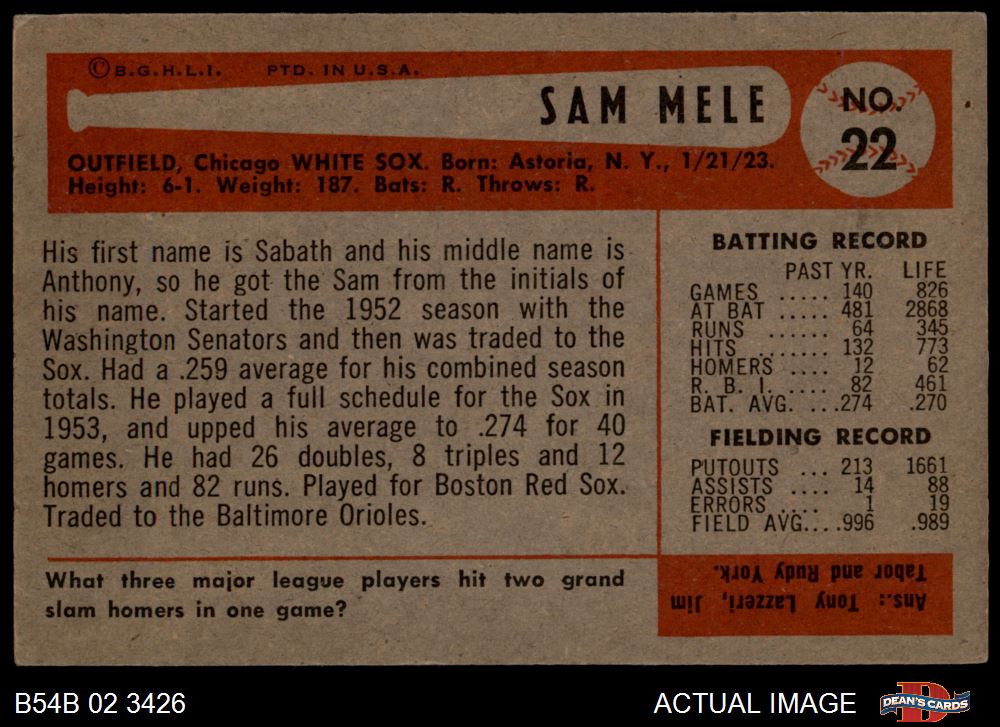 ©B.G.H.L.I. PTD. IN U.S.A.
SAM MELE
NO.
22
OUTFIELD, Chicago WHITE SOX. Born: Astoria, N. Y., 1/21/23.
Height: 6-1. Weight: 187. Bats: R. Throws: R.
His first name is Sabath and his middle name is
Anthony, so he got the Sam from the initials of
his name. Started the 1952 season with the
Washington Senators and then was traded to the
Sox. Had a .259 average for his combined season
totals. He played a full schedule for the Sox in
1953, and upped his average to .274 for 40
games. He had 26 doubles, 8 triples and 12
homers and 82 runs. Played for Boston Red Sox.
Traded to the Baltimore Orioles.
BATTING RECORD
PAST YR. LIFE
GAMES ..... 140 826
AT BAT ..... 481 2868
RUNS ...... 64 345
HITS ....... 132 773
HOMERS .... 12 62
R. B. I. ..... 82 461
BAT. AVG. ...274 .270
FIELDING RECORD
PUTOUTS ... 213 1661
ASSISTS .... 14 88
ERRORS .... 1 19
FIELD AVG....996 .989
What three major league players hit two grand
slam homers in one game?
Ans.: Tony Lazzeri, Jim
Tabor and Rudy York.
B54B 02 3426
ACTUAL IMAGE
DEAN'S CARDS